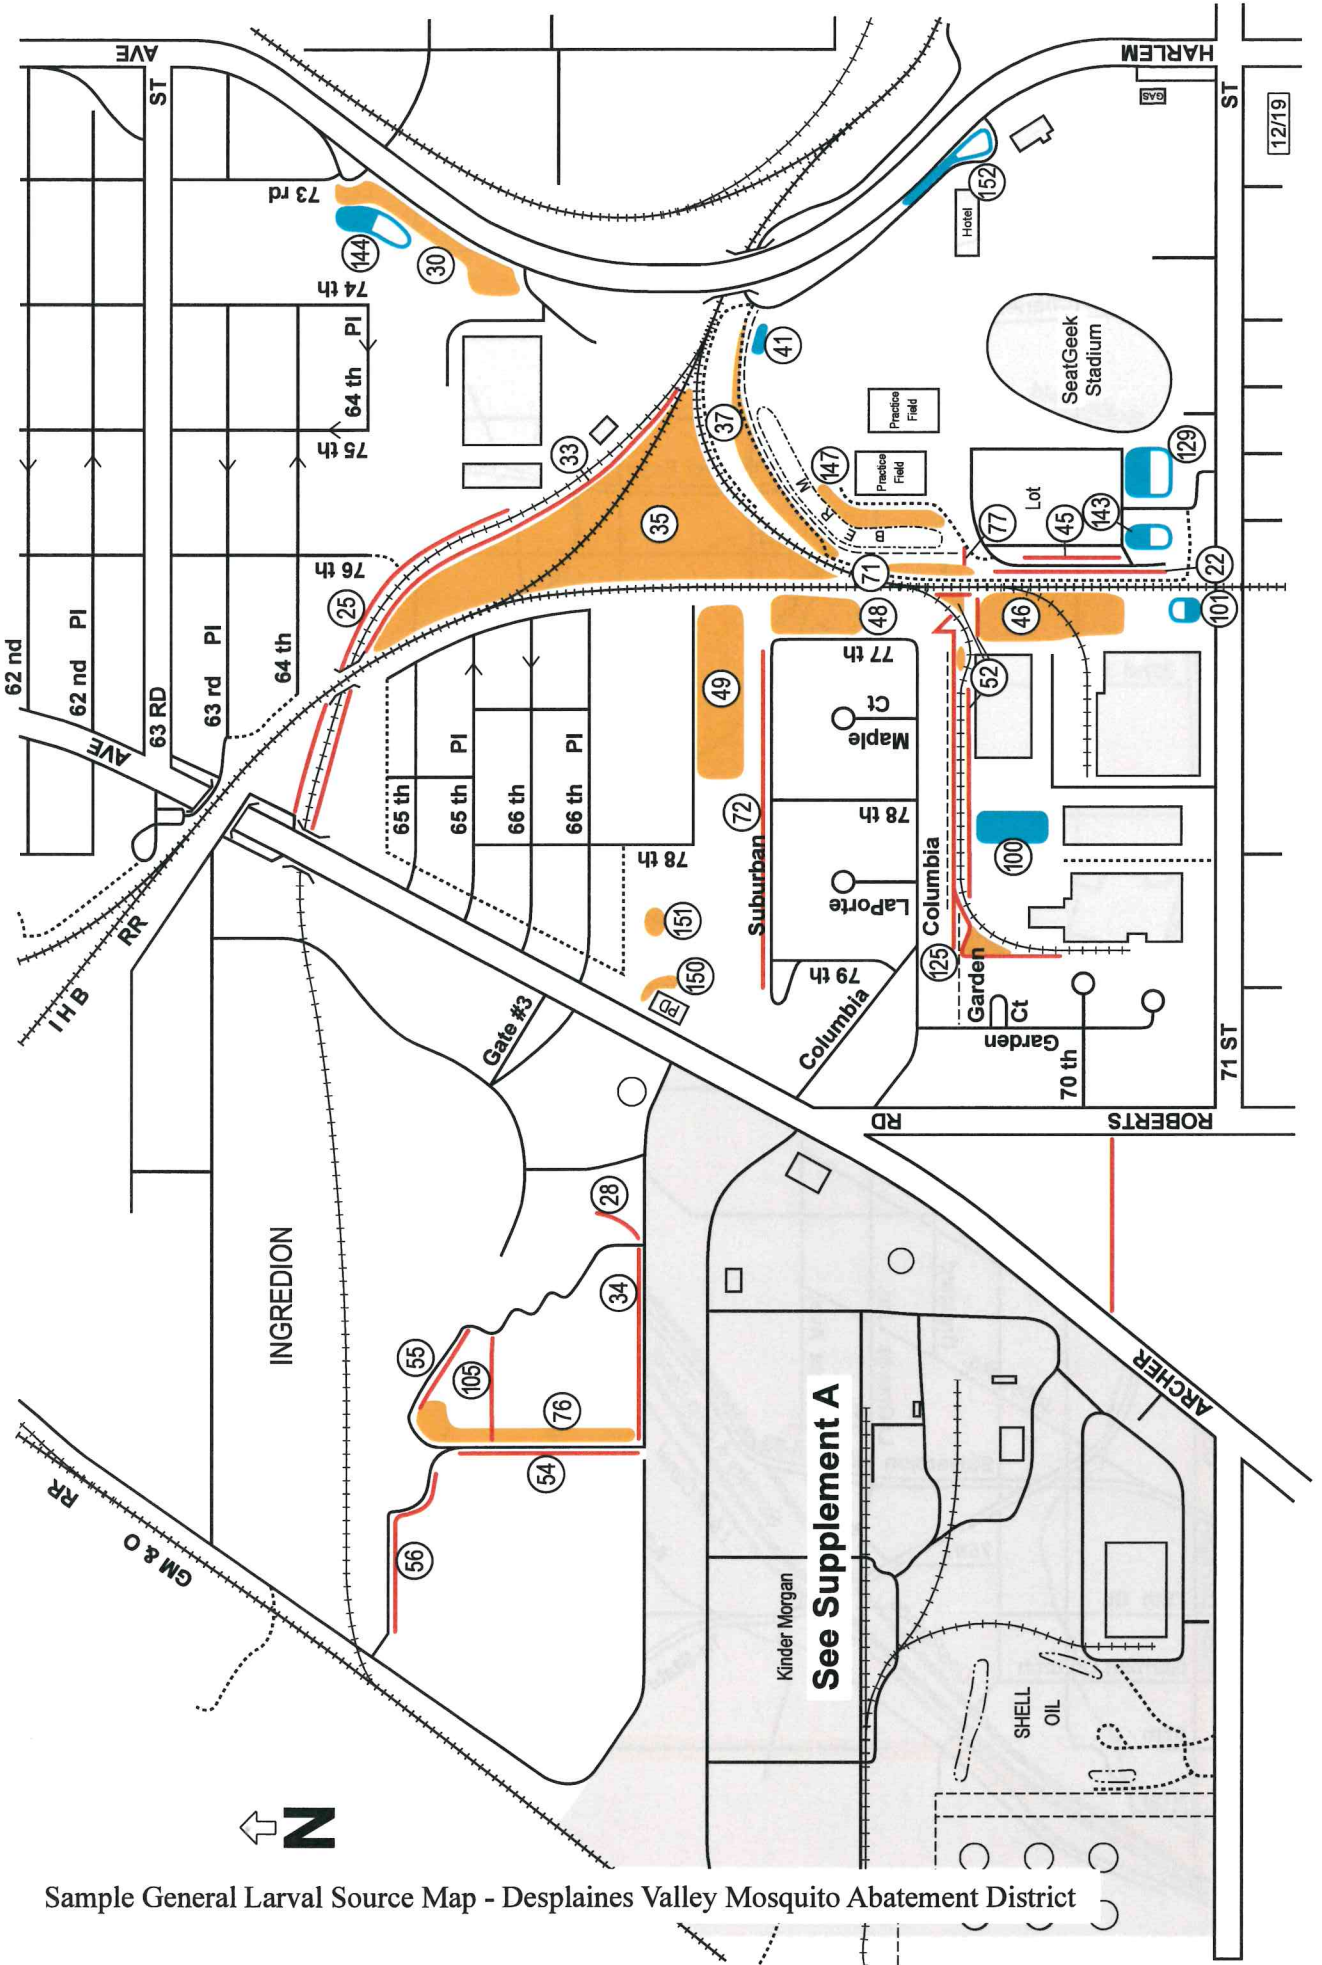 HARLEM
AVE
ST
ST
12/19
GAS
73 rd
144
30
152
Hotel
74 th
64 th Pl
75 th
41
SeatGeek
Stadium
33
37
Practice
Field
Practice
Field
147
B E R M
129
Lot
35
77
45
143
76 th
25
71
22
62 nd
62 nd Pl
63 RD
63 rd Pl
64 th
48
46
101
49
77 th
52
AVE
Maple Ct
65 th
65 th Pl
66 th
66 th Pl
72
78 th
78 th
100
Suburban
LaPorte
Columbia
151
150
PD
79 th
125
Garden
Ct
Garden
I H B RR
Gate #3
Columbia
70 th
71 ST
ROBERTS
RD
28
INGREDION
34
55
105
76
54
56
ARCHER
GM & O
RR
Kinder Morgan
See Supplement A
SHELL
OIL
N
Sample General Larval Source Map - Desplaines Valley Mosquito Abatement District